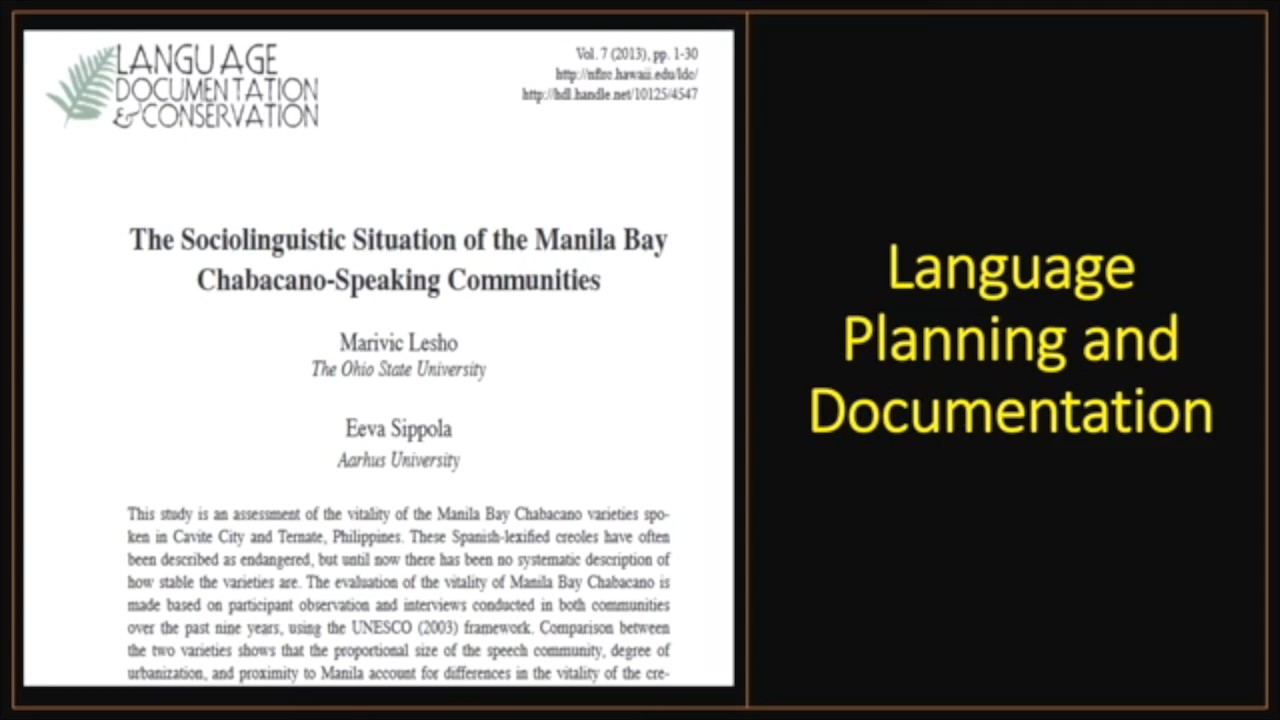 LANGUAGE
DOCUMENTATION
& CONSERVATION
Vol. 7 (2013), pp. 1-30
http://nflrc.hawaii.edu/ldc/
http://hdl.handle.net/10125/4547
The Sociolinguistic Situation of the Manila Bay
Chabacano-Speaking Communities
Marivic Lesho
The Ohio State University
Eeva Sippola
Aarhus University
This study is an assessment of the vitality of the Manila Bay Chabacano varieties spo-
ken in Cavite City and Ternate, Philippines. These Spanish-lexified creoles have often
been described as endangered, but until now there has been no systematic description of
how stable the varieties are. The evaluation of the vitality of Manila Bay Chabacano is
made based on participant observation and interviews conducted in both communities
over the past nine years, using the UNESCO (2003) framework. Comparison between
the two varieties shows that the proportional size of the speech community, degree of
urbanization, and proximity to Manila account for differences in the vitality of the cre-
Language
Planning and
Documentation